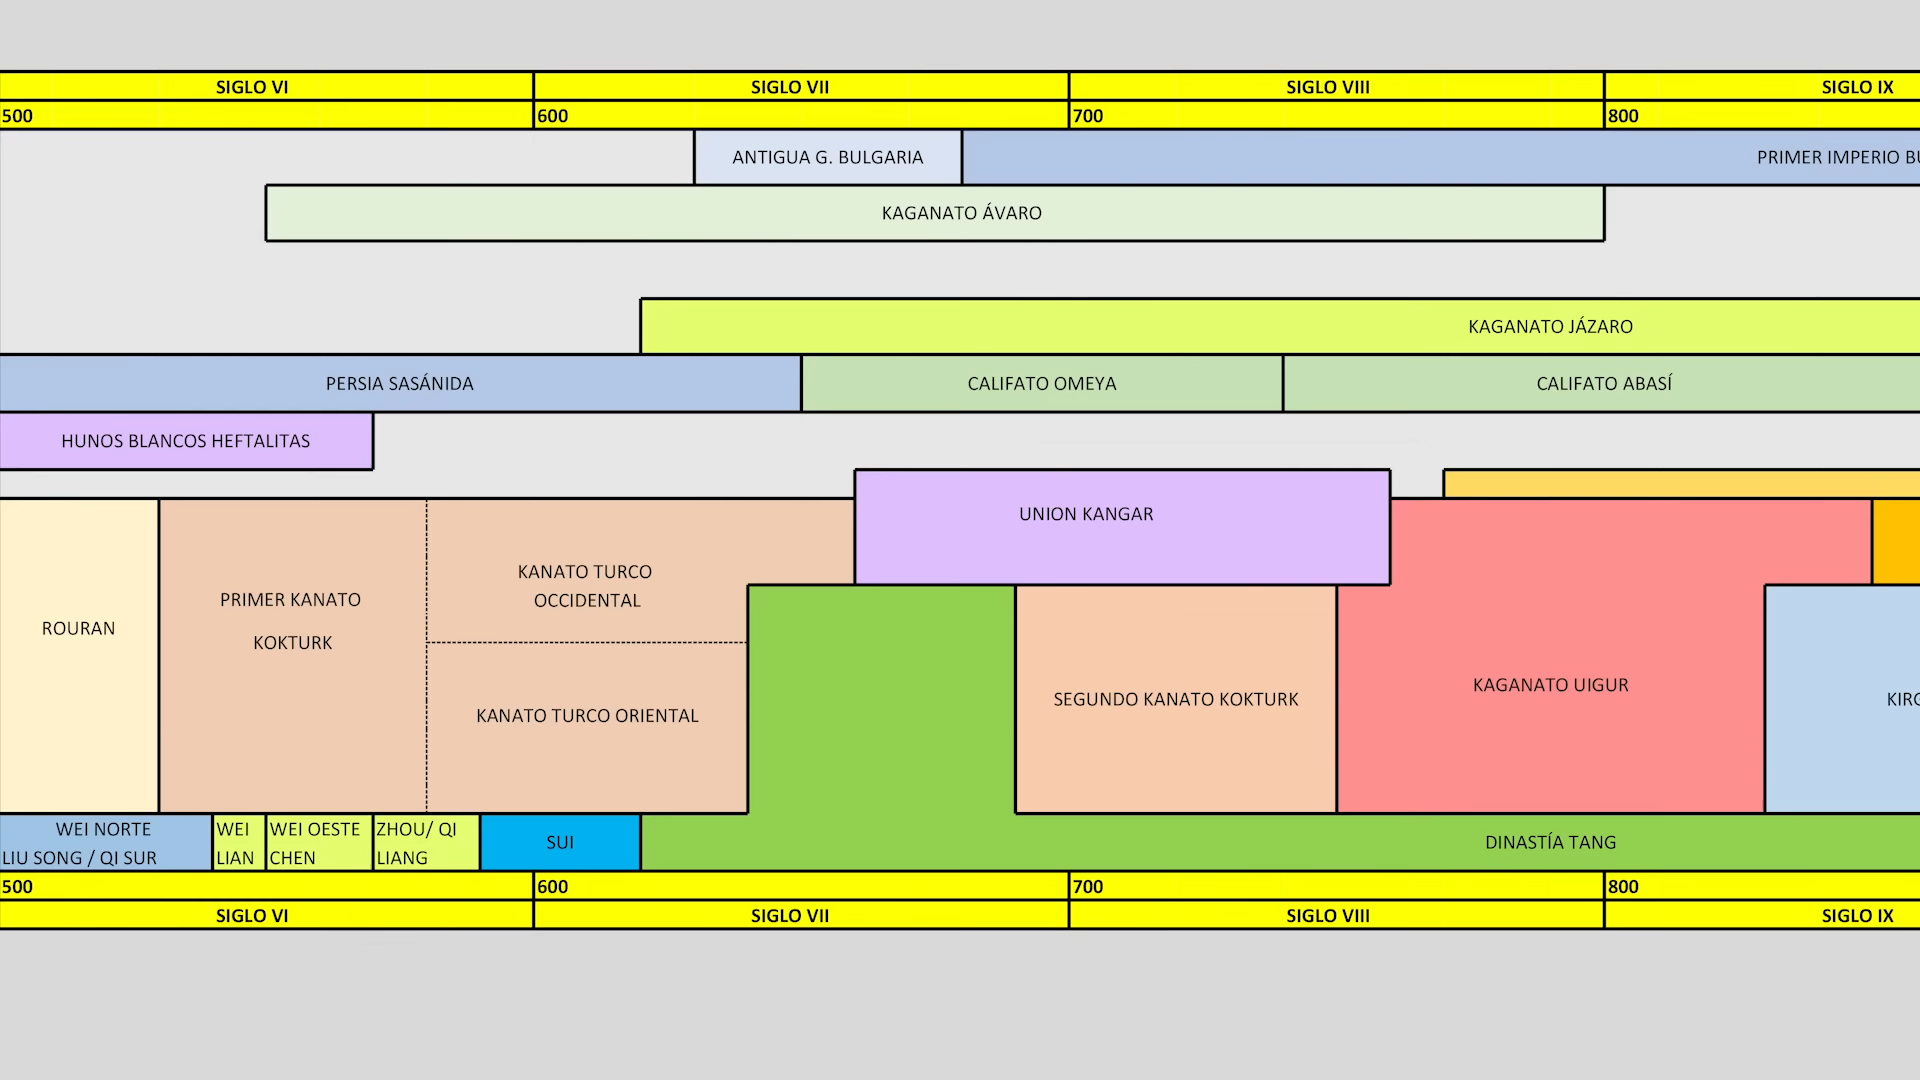 SIGLO VI
SIGLO VII
SIGLO VIII
SIGLO IX
500
600
700
800
ANTIGUA G. BULGARIA
PRIMER IMPERIO
KAGANATO ÁVARO
KAGANATO JÁZARO
PERSIA SASÁNIDA
CALIFATO OMEYA
CALIFATO ABASÍ
HUNOS BLANCOS HEFTALITAS
UNION KANGAR
ROURAN
PRIMER KANATO
KOKTURK
KANATO TURCO
OCCIDENTAL
KANATO TURCO ORIENTAL
SEGUNDO KANATO KOKTURK
KAGANATO UIGUR
WEI NORTE
LIU SONG / QI SUR
WEI
LIAN
WEI OESTE
CHEN
ZHOU/ QI
LIANG
SUI
DINASTÍA TANG
500
600
700
800
SIGLO VI
SIGLO VII
SIGLO VIII
SIGLO IX